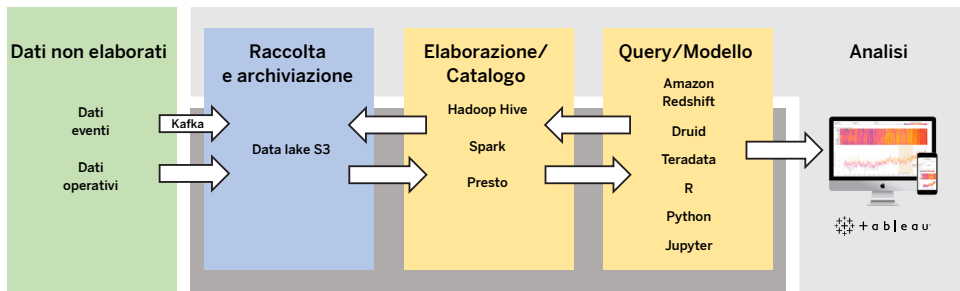 Dati non elaborati
Dati
eventi
Dati
operativi
Kafka
Raccolta
e archiviazione
Data lake S3
Elaborazione/
Catalogo
Hadoop Hive
Spark
Presto
Query/Modello
Amazon
Redshift
Druid
Teradata
R
Python
Jupyter
Analisi
+ableau